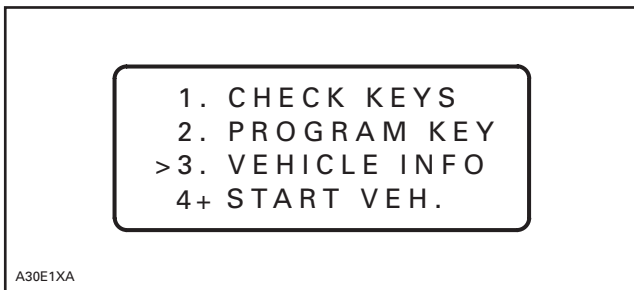 1. CHECK KEYS
2. PROGRAM KEY
>3. VEHICLE INFO
4+ START VEH.
A30E1XA